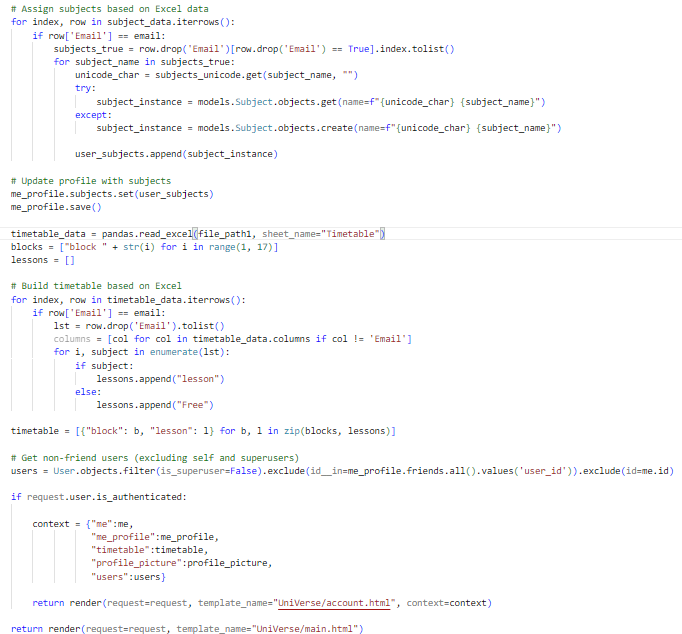 # Assign subjects based on Excel data
for index, row in subject_data.iterrows():
    if row['Email'] == email:
        subjects_true = row.drop('Email')[row.drop('Email') == True].index.tolist()
        for subject_name in subjects_true:
            unicode_char = subjects_unicode.get(subject_name, "")
            try:
                subject_instance = models.Subject.objects.get(name=f"{unicode_char} {subject_name}")
            except:
                subject_instance = models.Subject.objects.create(name=f"{unicode_char} {subject_name}")
            user_subjects.append(subject_instance)
# Update profile with subjects
me_profile.subjects.set(user_subjects)
me_profile.save()
timetable_data = pandas.read_excel(file_path1, sheet_name="Timetable")
blocks = ["block " + str(i) for i in range(1, 17)]
lessons = []
# Build timetable based on Excel
for index, row in timetable_data.iterrows():
    if row['Email'] == email:
        lst = row.drop('Email').tolist()
        columns = [col for col in timetable_data.columns if col != 'Email']
        for i, subject in enumerate(lst):
            if subject:
                lessons.append("lesson")
            else:
                lessons.append("Free")
timetable = [{"block": b, "lesson": l} for b, l in zip(blocks, lessons)]
# Get non-friend users (excluding self and superusers)
users = User.objects.filter(is_superuser=False).exclude(id__in=me_profile.friends.all().values('user_id')).exclude(id=me.id)
if request.user.is_authenticated:
    context = {"me":me,
               "me_profile":me_profile,
               "timetable":timetable,
               "profile_picture":profile_picture,
               "users":users}
    return render(request=request, template_name="UniVerse/account.html", context=context)
return render(request=request, template_name="UniVerse/main.html")